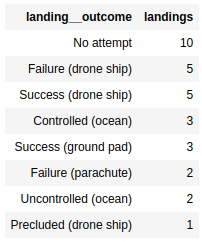 landing__outcome landings
No attempt 10
Failure (drone ship) 5
Success (drone ship) 5
Controlled (ocean) 3
Success (ground pad) 3
Failure (parachute) 2
Uncontrolled (ocean) 2
Precluded (drone ship) 1